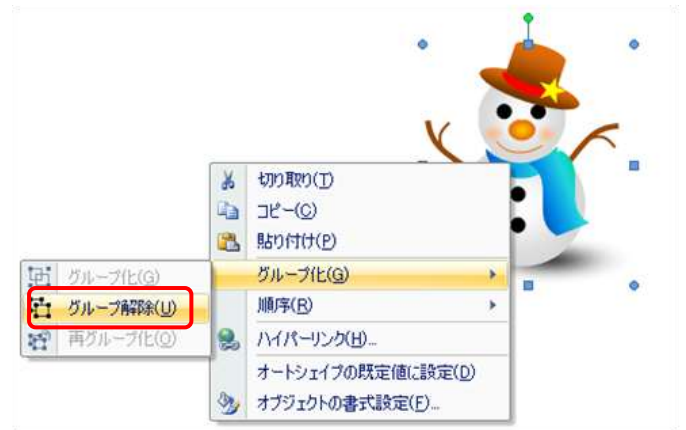 切り取り(T)
コピー(C)
貼り付け(P)
グループ化(G)
順序(R)
ハイパーリンク(H)...
オートシェイプの既定値に設定(D)
オブジェクトの書式設定(F)...
グループ化(G)
グループ解除(U)
再グループ化(O)